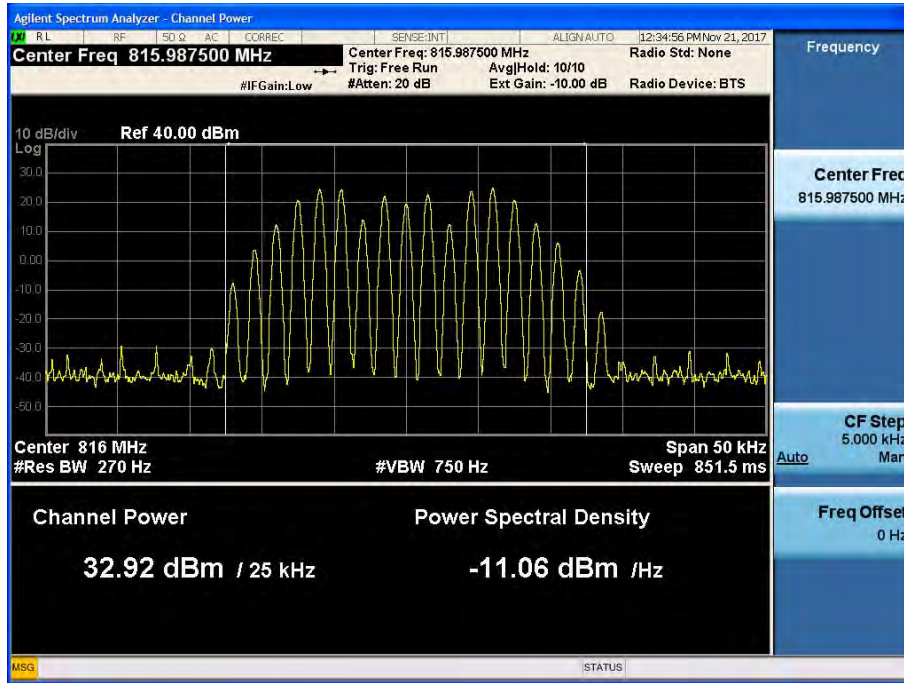 Agilent Spectrum Analyzer - Channel Power
LXI RL RF 50 Ω AC CORREC SENSE:INT ALIGN AUTO 12:34:56 PM Nov 21, 2017
Center Freq 815.987500 MHz
Center Freq: 815.987500 MHz
Radio Std: None
Trig: Free Run Avg|Hold: 10/10
#IFGain:Low
#Atten: 20 dB Ext Gain: -10.00 dB Radio Device: BTS
10 dB/div Ref 40.00 dBm
Log
30.0
20.0
10.0
0.00
-10.0
-20.0
-30.0
-40.0
-50.0
Center 816 MHz Span 50 kHz
#Res BW 270 Hz #VBW 750 Hz Sweep 851.5 ms
Channel Power Power Spectral Density
32.92 dBm / 25 kHz -11.06 dBm /Hz
Frequency
Center Freq
815.987500 MHz
CF Step
5.000 kHz
Auto Man
Freq Offset
0 Hz
MSG STATUS